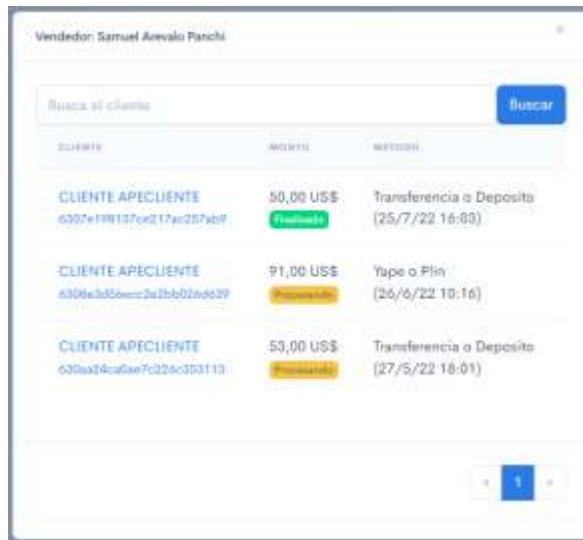 Vendedor: Samuel Arevalo Panchi
×
Busca el cliente
Buscar
CLIENTE MONTO METODO
CLIENTE APECLIENTE 50,00 US$ Transferencia o Deposito
Finalizado (25/7/22 16:03)
CLIENTE APECLIENTE 91,00 US$ Yape o Plin
Procesando (26/6/22 10:16)
CLIENTE APECLIENTE 53,00 US$ Transferencia o Deposito
Procesando (27/5/22 18:01)
« 1 »